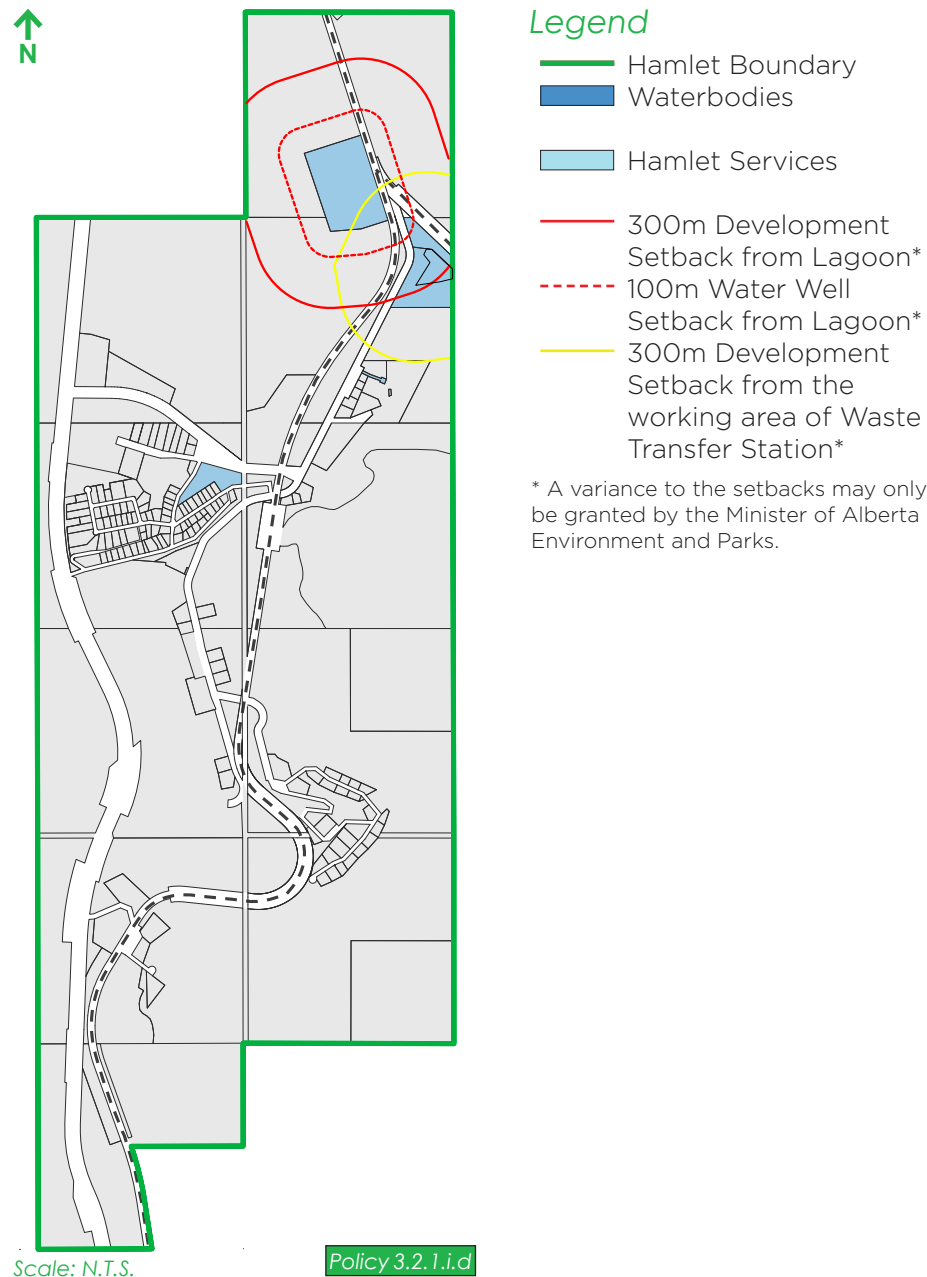 N
Legend
Hamlet Boundary
Waterbodies
Hamlet Services
300m Development
Setback from Lagoon*
100m Water Well
Setback from Lagoon*
300m Development
Setback from the
working area of Waste
Transfer Station*
* A variance to the setbacks may only
be granted by the Minister of Alberta
Environment and Parks.
Scale: N.T.S.
Policy 3.2.1.i.d